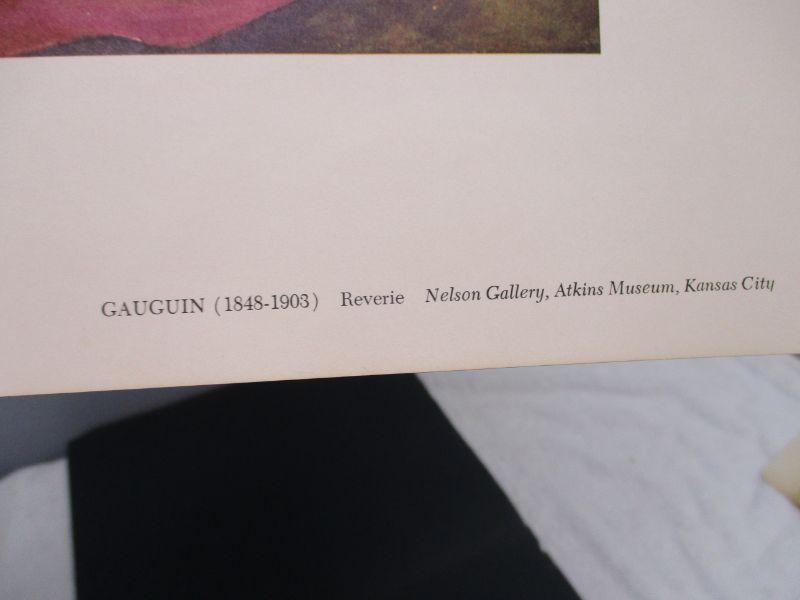 GAUGUIN (1848-1903) Reverie Nelson Gallery, Atkins Museum, Kansas City